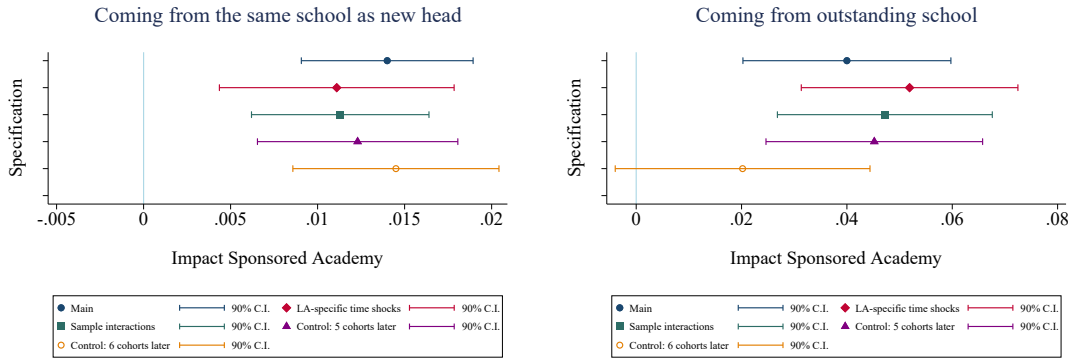 Coming from the same school as new head
Specification
-.005 0 .005 .01 .015 .02
Impact Sponsored Academy
Main 90% C.I. LA-specific time shocks 90% C.I.
Sample interactions 90% C.I. Control: 5 cohorts later 90% C.I.
Control: 6 cohorts later 90% C.I.
Coming from outstanding school
Specification
0 .02 .04 .06 .08
Impact Sponsored Academy
Main 90% C.I. LA-specific time shocks 90% C.I.
Sample interactions 90% C.I. Control: 5 cohorts later 90% C.I.
Control: 6 cohorts later 90% C.I.